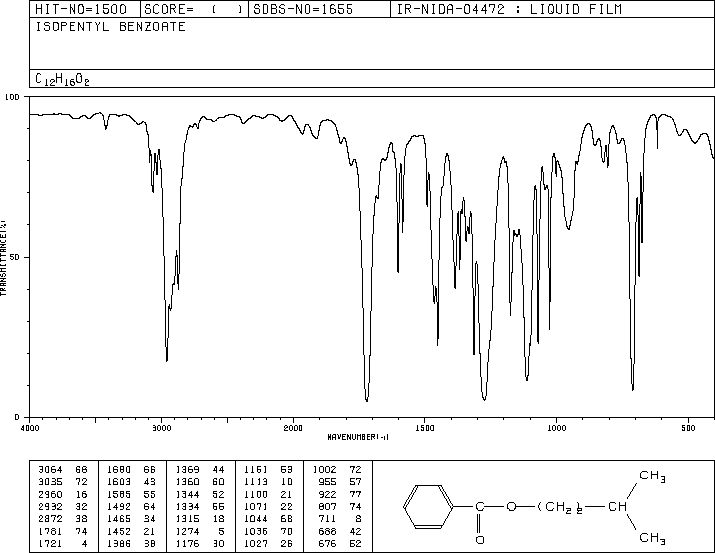 HIT-NO=1500 SCORE= ( ) SDBS-NO=1655 IR-NIDA-04472 : LIQUID FILM
ISOPENTYL BENZOATE
C12H16O2
100
50
0
TRANSMITTANCE(%)
4000 3000 2000 1500 1000 500
WAVENUMBER(-1)
3064 66 1680 66 1369 44 1161 53 1002 72
3035 72 1603 43 1360 60 1113 10 955 57
2960 16 1585 55 1344 52 1100 21 922 77
2932 32 1492 64 1334 55 1071 22 807 74
2872 38 1465 34 1315 18 1044 68 711 8
1781 74 1452 21 1274 5 1036 70 688 42
1721 4 1386 38 1176 30 1027 26 676 52
CH3
C O (CH2)2 CH
O CH3